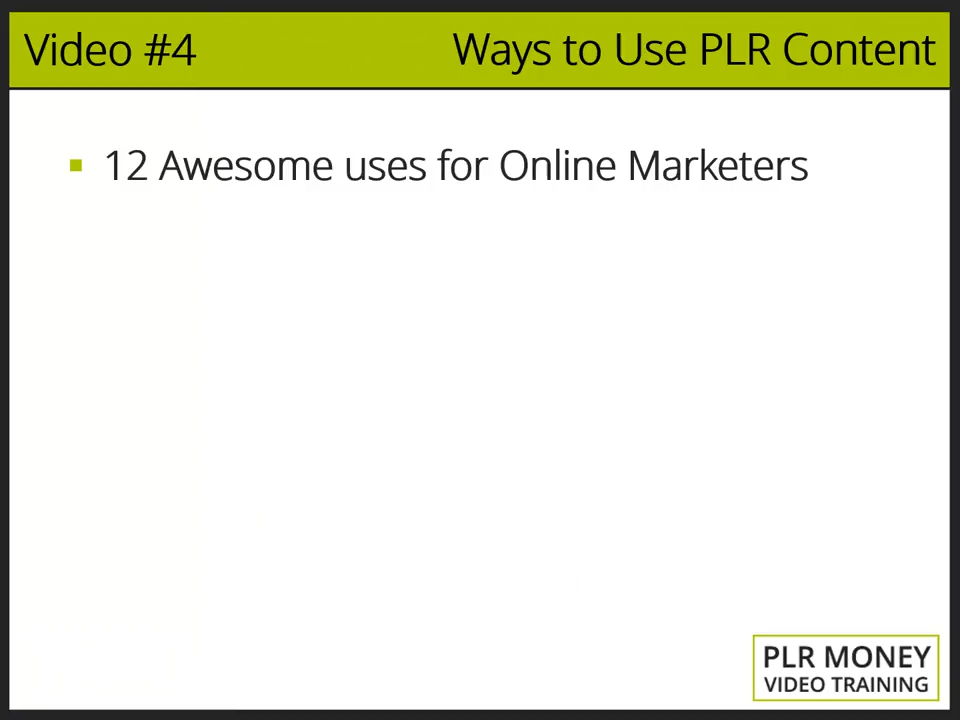 Video #4
Ways to Use PLR Content
▪ 12 Awesome uses for Online Marketers
PLR MONEY
VIDEO TRAINING